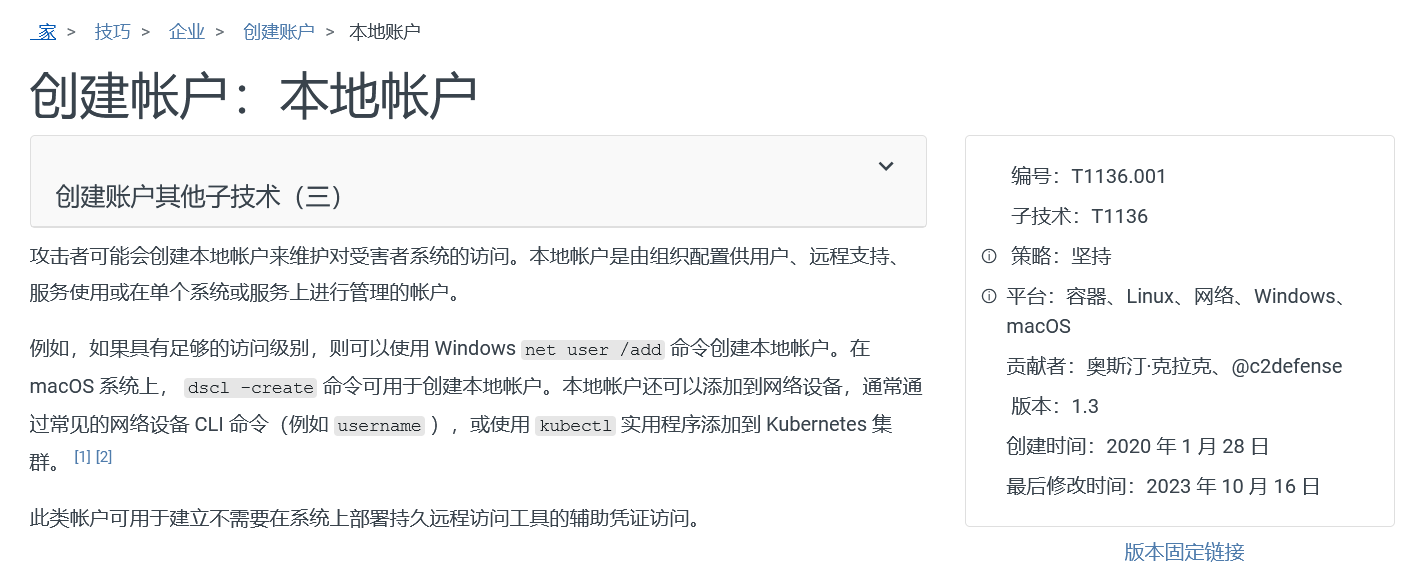 家 > 技巧 > 企业 > 创建账户 > 本地账户
创建帐户：本地帐户
创建账户其他子技术（三）
攻击者可能会创建本地帐户来维护对受害者系统的访问。本地帐户是由组织配置供用户、远程支持、
服务使用或在单个系统或服务上进行管理的帐户。
例如，如果具有足够的访问级别，则可以使用 Windows net user /add 命令创建本地帐户。在
macOS 系统上， dscl -create 命令可用于创建本地帐户。本地帐户还可以添加到网络设备，通常通
过常见的网络设备 CLI 命令（例如 username ），或使用 kubectl 实用程序添加到 Kubernetes 集
群。 [1] [2]
此类帐户可用于建立不需要在系统上部署持久远程访问工具的辅助凭证访问。
编号：T1136.001
子技术：T1136
策略：坚持
平台：容器、Linux、网络、Windows、
macOS
贡献者：奥斯汀·克拉克、@c2defense
版本：1.3
创建时间：2020 年 1 月 28 日
最后修改时间：2023 年 10 月 16 日
版本固定链接